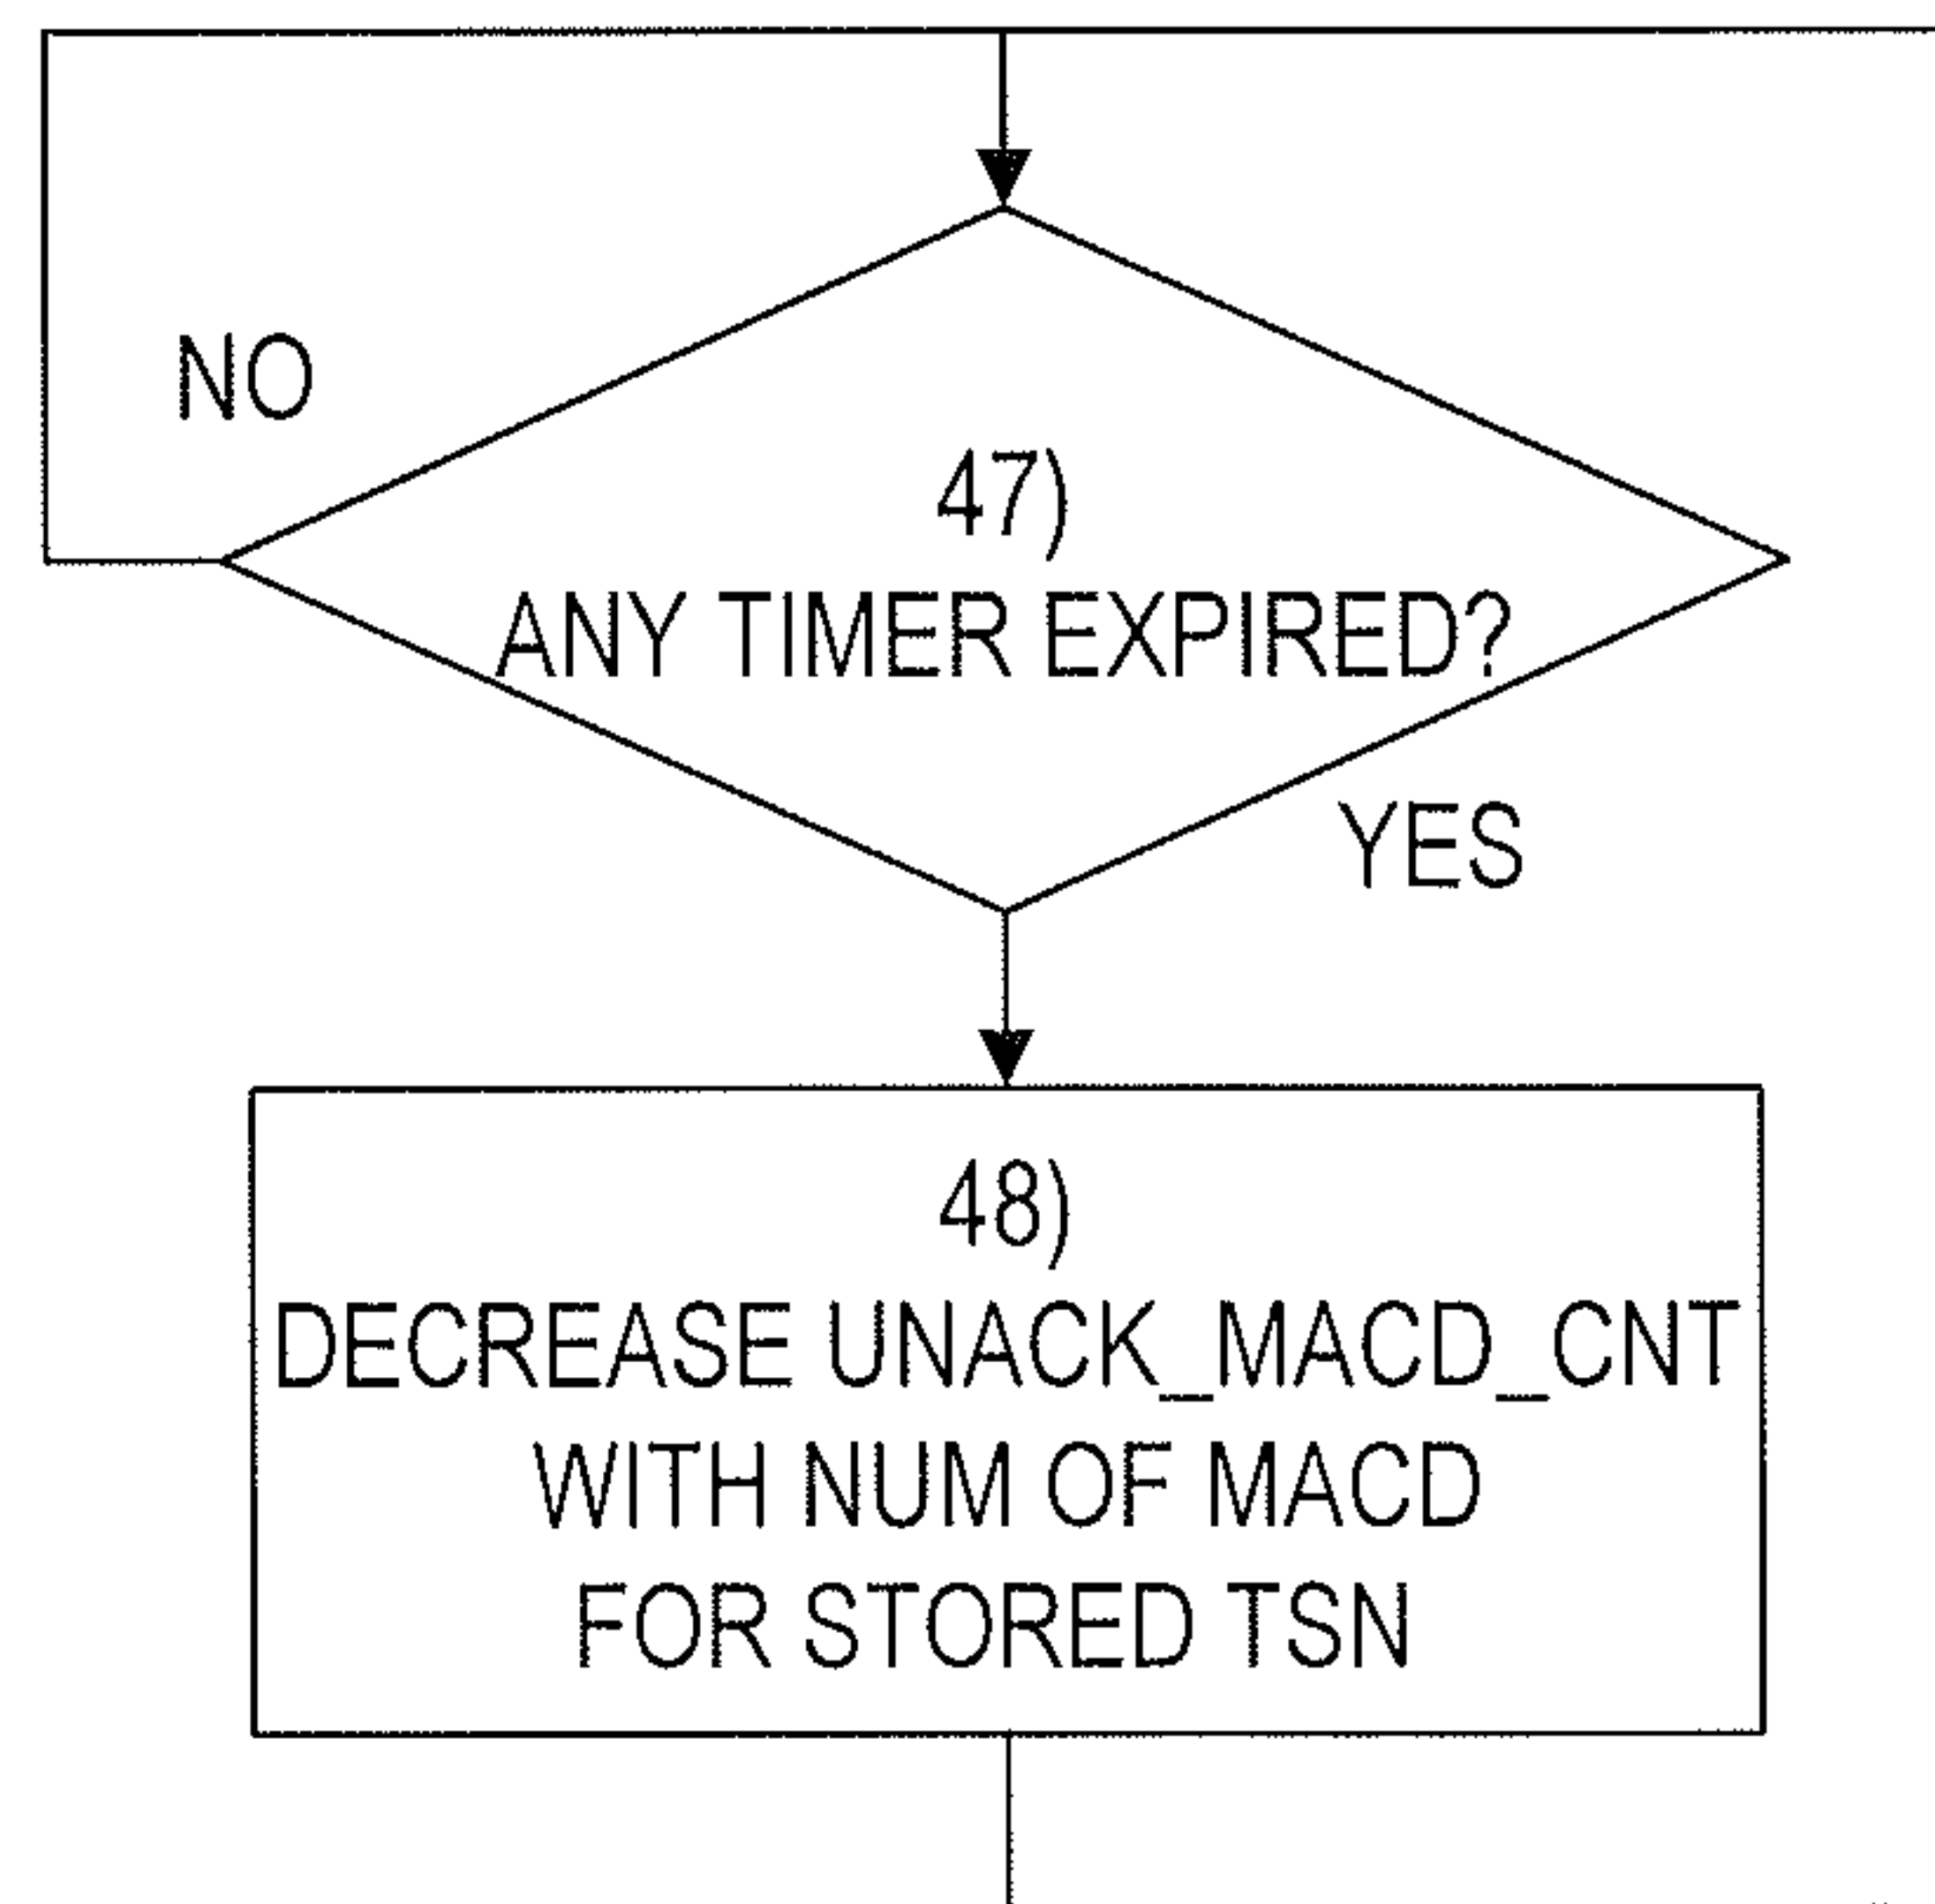 NO
47)
ANY TIMER EXPIRED?
YES
48)
DECREASE UNACK_MACD_CNT
WITH NUM OF MACD
FOR STORED TSN